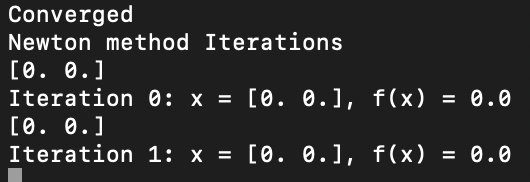 Converged
Newton method Iterations
[0. 0.]
Iteration 0: x = [0. 0.], f(x) = 0.0
[0. 0.]
Iteration 1: x = [0. 0.], f(x) = 0.0